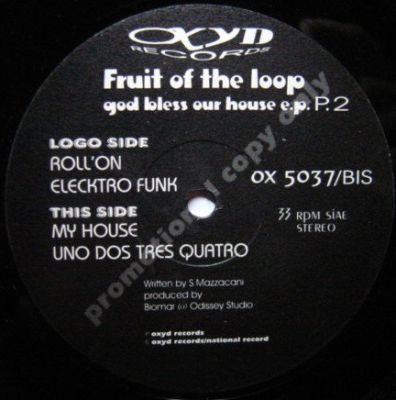 OXYD
RECORDS
Fruit of the loop
god bless our house e.p. P.2
LOGO SIDE
ROLL'ON
ELECKTRO FUNK
OX 5037/BIS
THIS SIDE
MY HOUSE
UNO DOS TRES QUATRO
33 RPM SIAE
STEREO
Written by S.Mazzacani
produced by
Biomar @ Odissey Studio
oxyd records
oxyd records/national record
promotional copy only